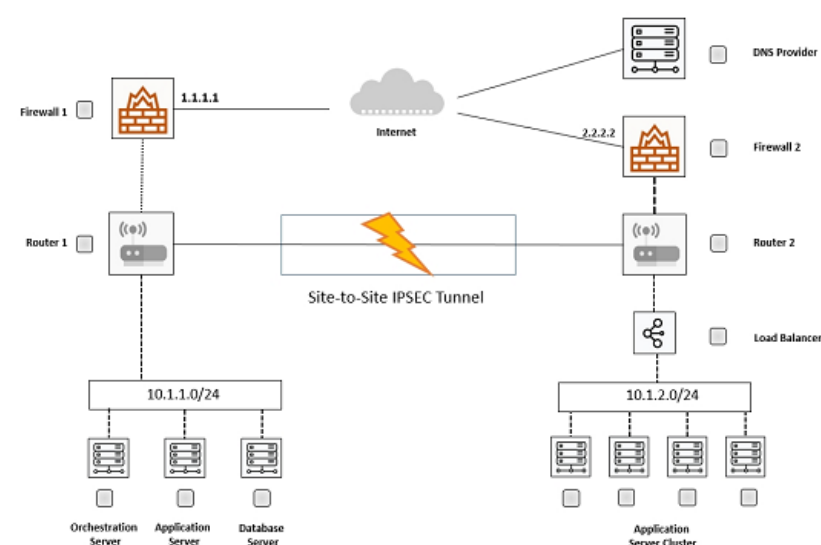 DNS Provider
1.1.1.1
Firewall 1
Internet
2.2.2.2
Firewall 2
Router 1
Router 2
Site-to-Site IPSEC Tunnel
Load Balancer
10.1.1.0/24
10.1.2.0/24
Orchestration
Server
Application
Server
Database
Server
Application
Server Cluster